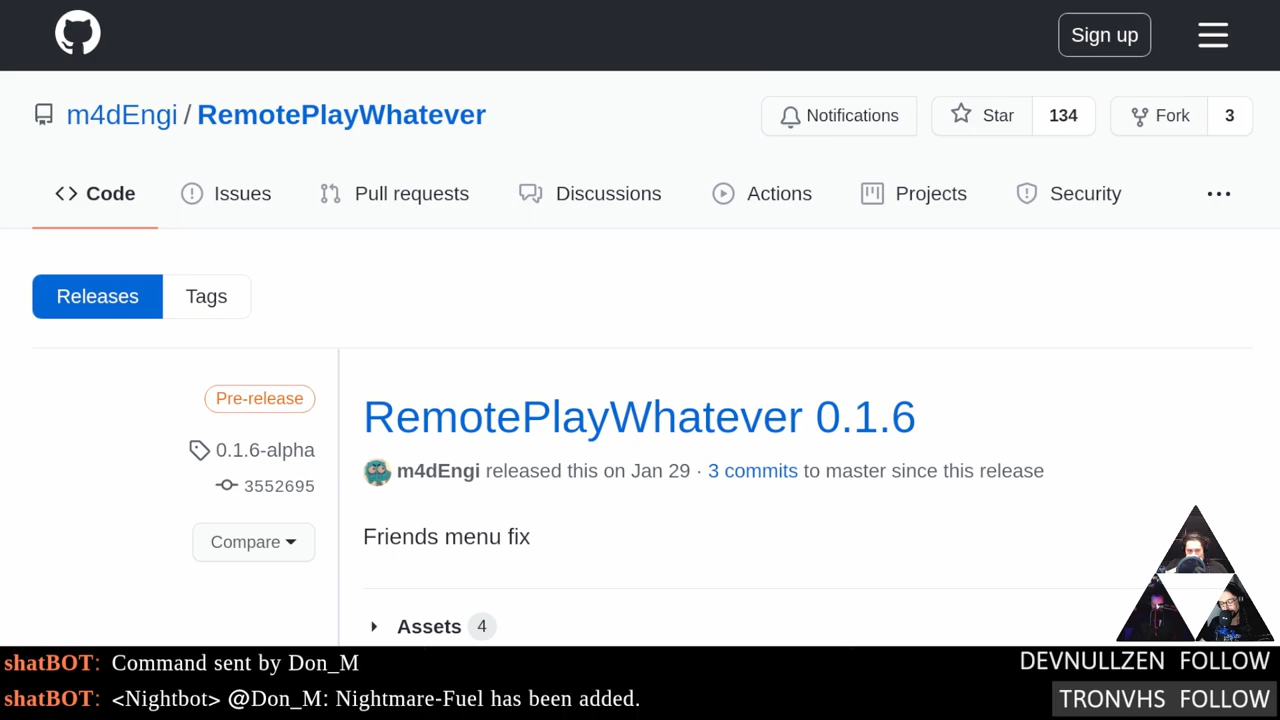 Sign up
m4dEngi / RemotePlayWhatever
Notifications Star 134 Fork 3
Code Issues Pull requests Discussions Actions Projects Security
Releases Tags
Pre-release
0.1.6-alpha
3552695
Compare
RemotePlayWhatever 0.1.6
m4dEngi released this on Jan 29 · 3 commits to master since this release
Friends menu fix
Assets 4
shatBOT: Command sent by Don_M
shatBOT: <Nightbot> @Don_M: Nightmare-Fuel has been added.
DEVNULLZEN FOLLOW
TRONVHS FOLLOW